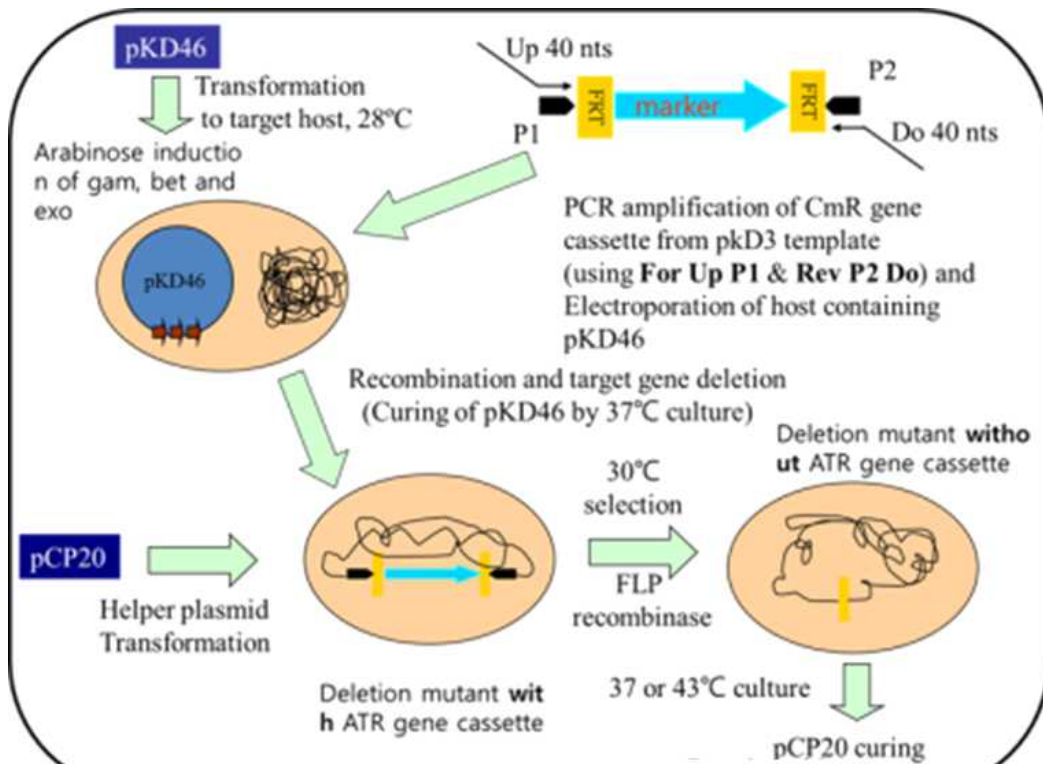 pKD46
Transformation
to target host, 28℃
Arabinose inductio
n of gam, bet and
exo
pKD46
Up 40 nts
P1
FRT
marker
FRT
P2
Do 40 nts
PCR amplification of CmR gene
cassette from pkD3 template
(using For Up P1 & Rev P2 Do) and
Electroporation of host containing
pKD46
Recombination and target gene deletion
(Curing of pKD46 by 37℃ culture)
pCP20
Helper plasmid
Transformation
Deletion mutant wit
h ATR gene cassette
30℃
selection
FLP
recombinase
Deletion mutant witho
ut ATR gene cassette
37 or 43℃ culture
pCP20 curing